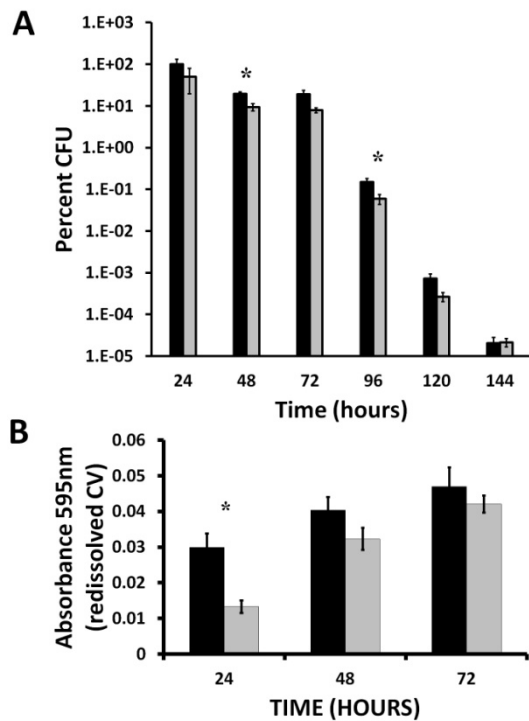 A
Percent CFU
1.E+03
1.E+02
1.E+01
1.E+00
1.E-01
1.E-02
1.E-03
1.E-04
1.E-05
*
*
24 48 72 96 120 144
Time (hours)
B
Absorbance 595nm
(redissolved CV)
0.06
0.05
0.04
0.03
0.02
0.01
0
*
24 48 72
TIME (HOURS)